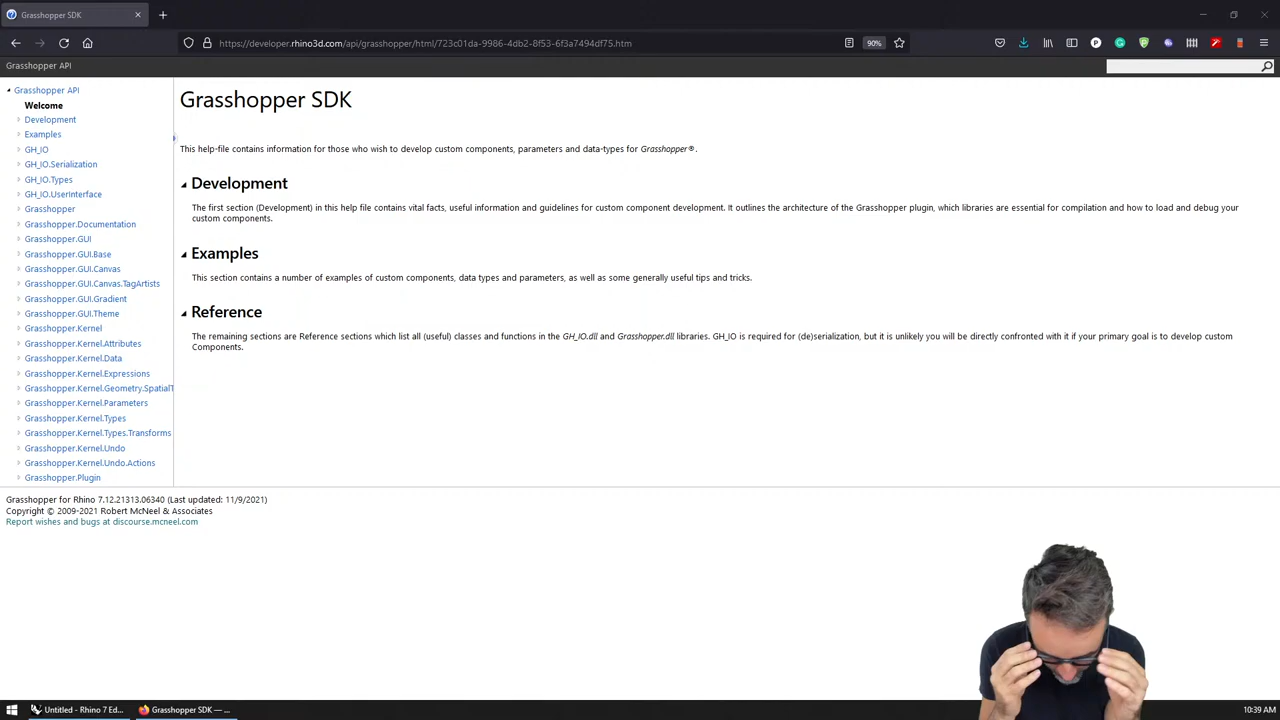 Grasshopper SDK
https://developer.rhino3d.com/api/grasshopper/html/723c01da-9986-4db2-8f53-6f3a7494df75.htm
90%
Grasshopper API
Grasshopper API
Welcome
Development
Examples
GH_IO
GH_IO.Serialization
GH_IO.Types
GH_IO.UserInterface
Grasshopper
Grasshopper.Documentation
Grasshopper.GUI
Grasshopper.GUI.Base
Grasshopper.GUI.Canvas
Grasshopper.GUI.Canvas.TagArtists
Grasshopper.GUI.Gradient
Grasshopper.GUI.Theme
Grasshopper.Kernel
Grasshopper.Kernel.Attributes
Grasshopper.Kernel.Data
Grasshopper.Kernel.Expressions
Grasshopper.Kernel.Geometry.SpatialT
Grasshopper.Kernel.Parameters
Grasshopper.Kernel.Types
Grasshopper.Kernel.Types.Transforms
Grasshopper.Kernel.Undo
Grasshopper.Kernel.Undo.Actions
Grasshopper.Plugin
Grasshopper SDK
This help-file contains information for those who wish to develop custom components, parameters and data-types for Grasshopper®.
Development
The first section (Development) in this help file contains vital facts, useful information and guidelines for custom component development. It outlines the architecture of the Grasshopper plugin, which libraries are essential for compilation and how to load and debug your
custom components.
Examples
This section contains a number of examples of custom components, data types and parameters, as well as some generally useful tips and tricks.
Reference
The remaining sections are Reference sections which list all (useful) classes and functions in the GH_IO.dll and Grasshopper.dll libraries. GH_IO is required for (de)serialization, but it is unlikely you will be directly confronted with it if your primary goal is to develop custom
Components.
Grasshopper for Rhino 7.12.21313.06340 (Last updated: 11/9/2021)
Copyright © 2009-2021 Robert McNeel & Associates
Report wishes and bugs at discourse.mcneel.com
Untitled - Rhino 7 Ed...
Grasshopper SDK — ...
10:39 AM